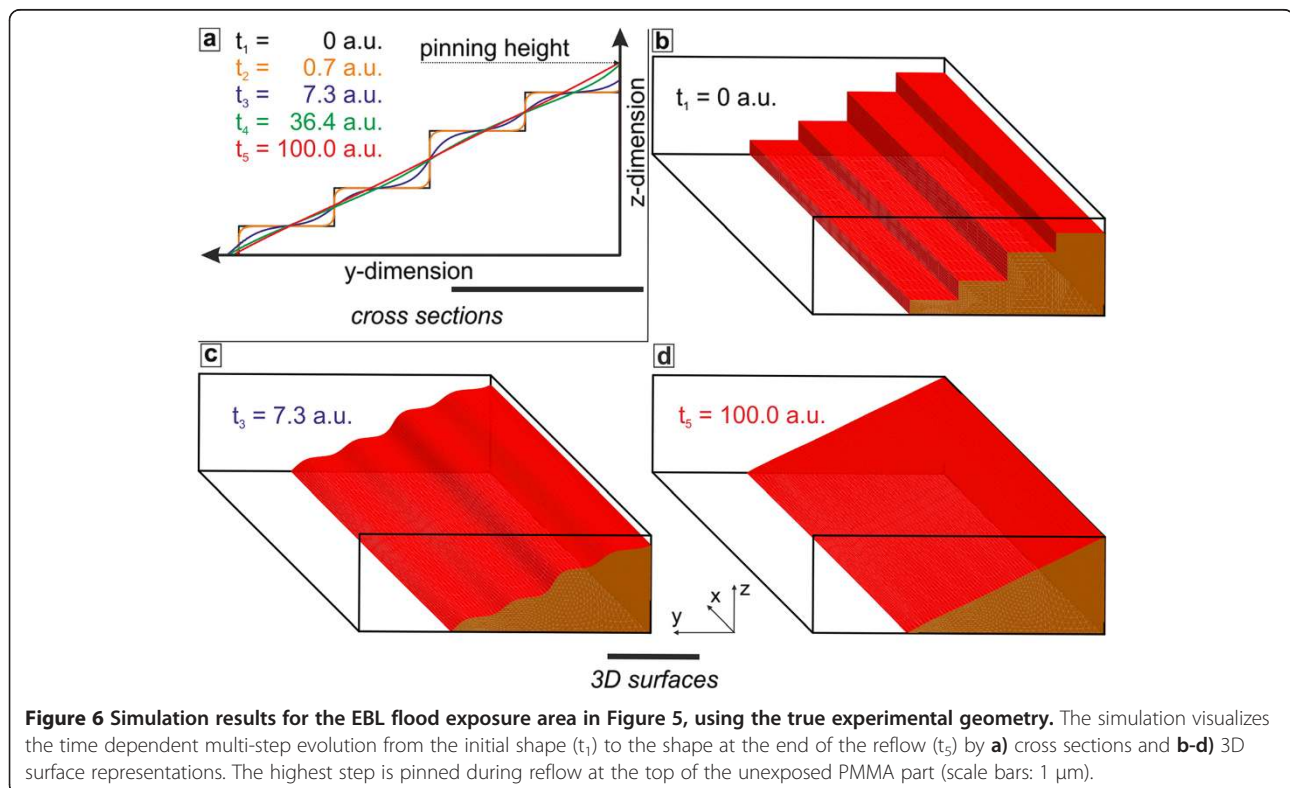 a
t₁ = 0 a.u.
t₂ = 0.7 a.u.
t₃ = 7.3 a.u.
t₄ = 36.4 a.u.
t₅ = 100.0 a.u.
pinning height
z-dimension
y-dimension
cross sections
b
t₁ = 0 a.u.
c
t₃ = 7.3 a.u.
d
t₅ = 100.0 a.u.
x
z
y
3D surfaces
Figure 6 Simulation results for the EBL flood exposure area in Figure 5, using the true experimental geometry. The simulation visualizes
the time dependent multi-step evolution from the initial shape (t₁) to the shape at the end of the reflow (t₅) by a) cross sections and b-d) 3D
surface representations. The highest step is pinned during reflow at the top of the unexposed PMMA part (scale bars: 1 μm).